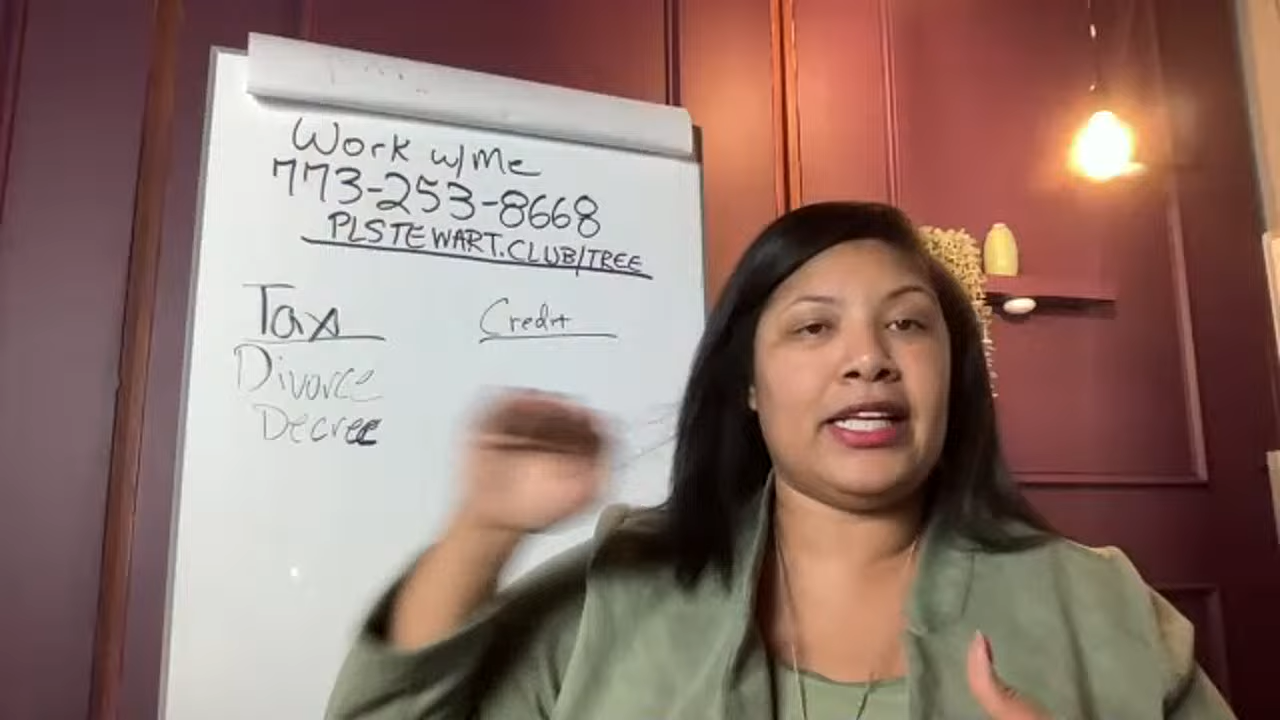 Work w/Me
773-253-8668
PLSTEWART.CLUB/TREE
Tax
Credit
Divorce
Decree